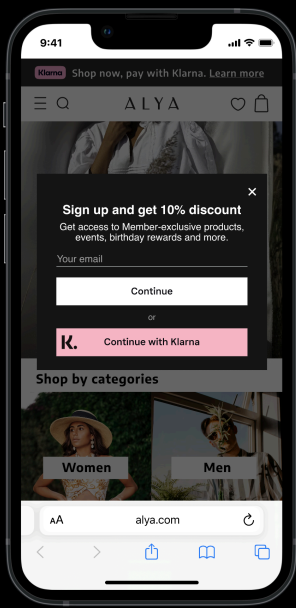 9:41
Klarna Shop now, pay with Klarna. Learn more
ALYA
Sign up and get 10% discount
Get access to Member-exclusive products,
events, birthday rewards and more.
Your email
Continue
or
K. Continue with Klarna
Shop by categories
Women Men
AA alya.com